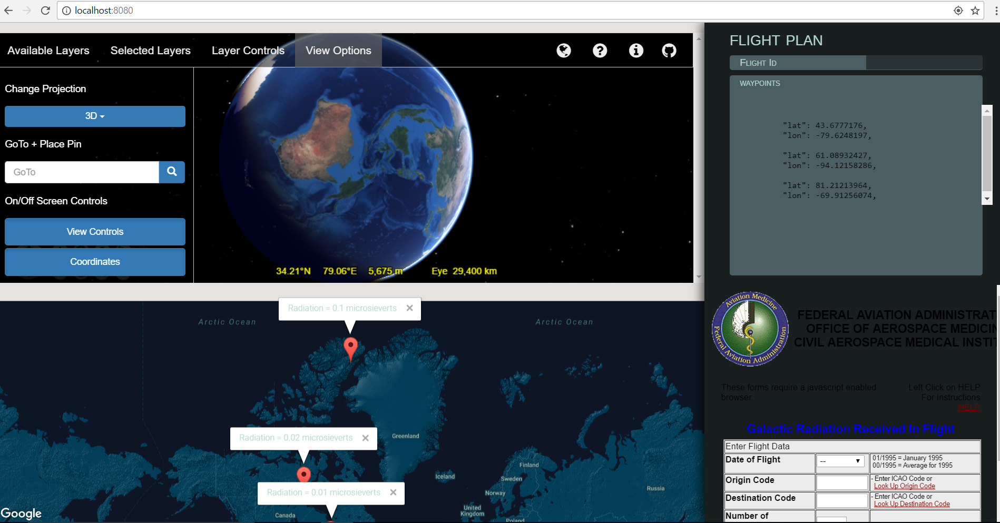 localhost:8080
Available Layers Selected Layers Layer Controls View Options
Change Projection
3D
GoTo + Place Pin
GoTo
On/Off Screen Controls
View Controls
Coordinates
34.21°N 79.06°E 5,675 m Eye 29,400 km
Radiation = 0.1 microsieverts
Arctic Ocean
Arctic Ocean
Radiation = 0.02 microsieverts
Greenland
Finland
Iceland
Sweden
Russia
Radiation = 0.01 microsieverts
Norway
United
Kingdom
Canada
Poland
Google
FLIGHT PLAN
FLIGHT ID
WAYPOINTS
"lat": 43.6777176,
"lon": -79.6248197,
"lat": 61.08932427,
"lon": -94.12158286,
"lat": 81.21213964,
"lon": -69.91256074,
Aviation Medicine
Federal Aviation Administration
FEDERAL AVIATION ADMINISTRAT
OFFICE OF AEROSPACE MEDICIN
CIVIL AEROSPACE MEDICAL INSTIT
These forms require a javascript enabled
browser.
Left Click on HELP
For Instructions
HELP
Galactic Radiation Received In Flight
Enter Flight Data
Date of Flight -- 01/1995 = January 1995
00/1995 = Average for 1995
Origin Code - Enter ICAO Code or
Look Up Origin Code
Destination Code - Enter ICAO Code or
Look Up Destination Code
Number of